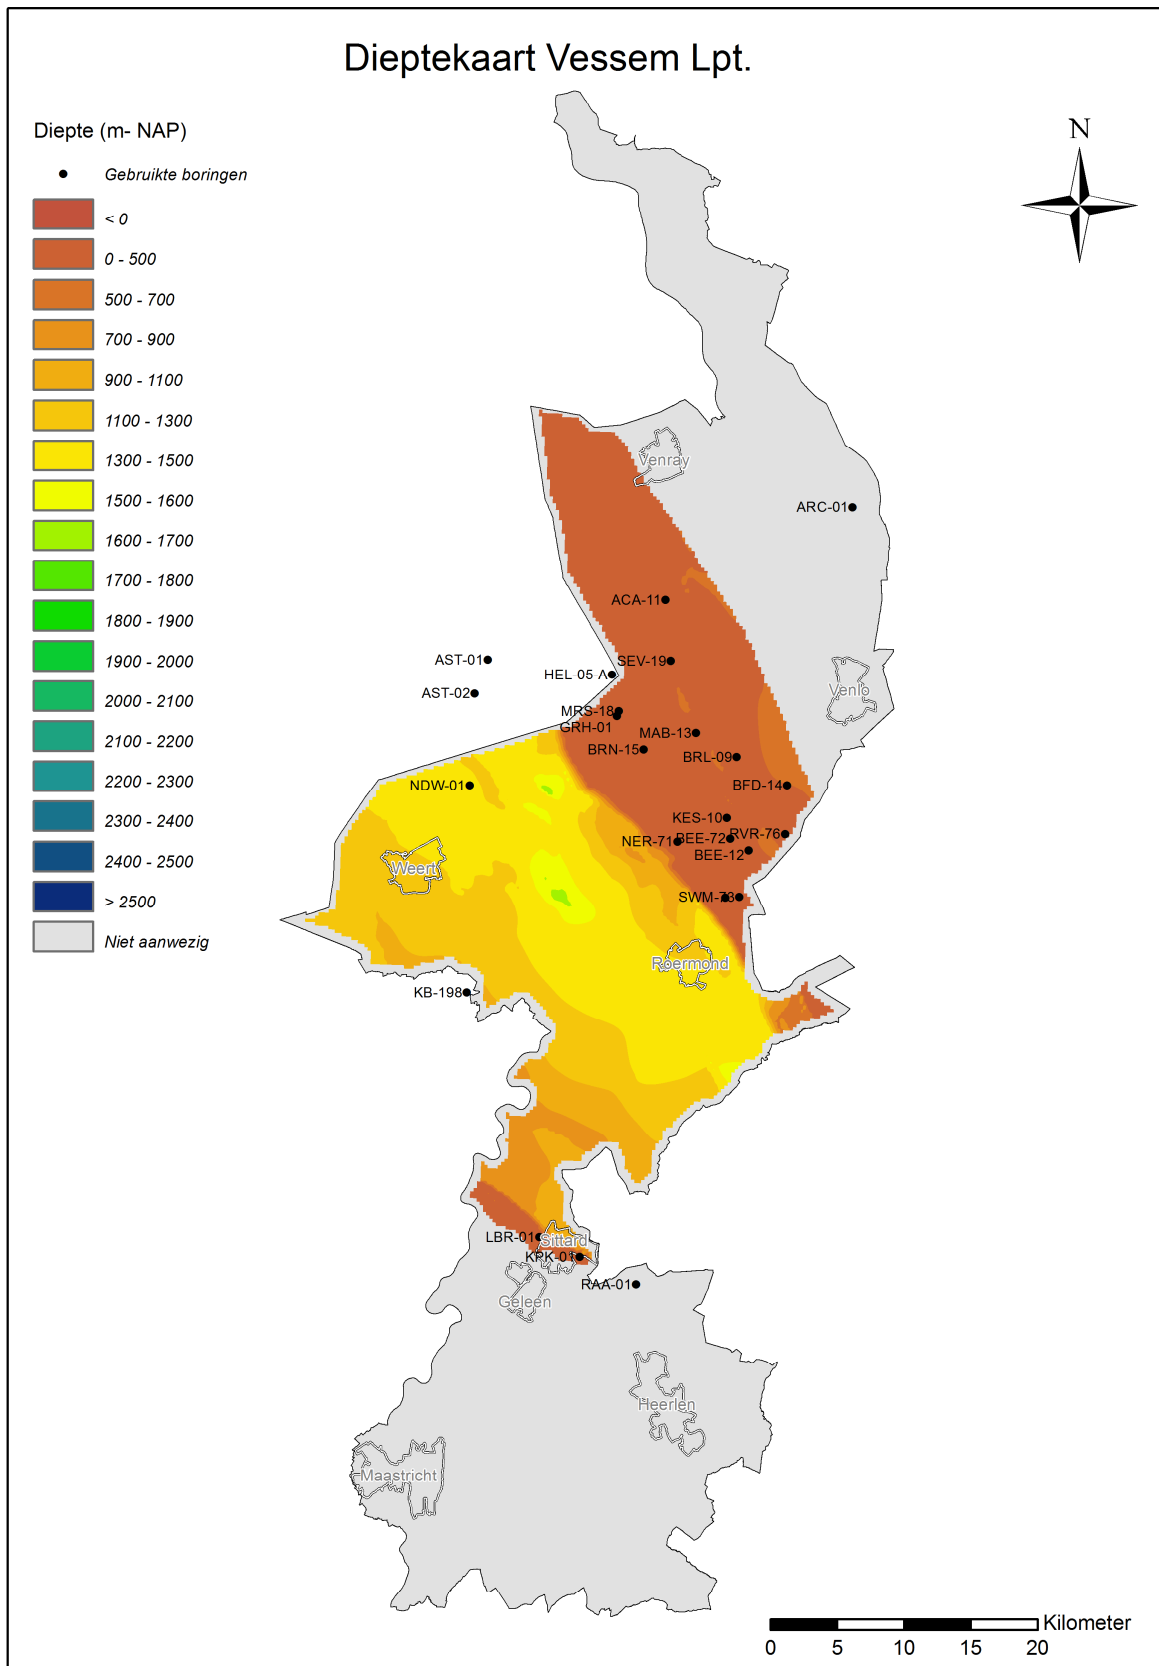 Dieptekaart Vessem Lpt.
Diepte (m- NAP)
Gebruikte boringen
< 0
0 - 500
500 - 700
700 - 900
900 - 1100
1100 - 1300
1300 - 1500
1500 - 1600
1600 - 1700
1700 - 1800
1800 - 1900
1900 - 2000
2000 - 2100
2100 - 2200
2200 - 2300
2300 - 2400
2400 - 2500
> 2500
Niet aanwezig
N
Venray
ARC-01
ACA-11
AST-01
SEV-19
HEL 05
AST-02
Venlo
MRS-18
GRH-01
MAB-13
BRN-15
BRL-09
NDW-01
BFD-14
KES-10
RVR-76
NER-71
BEE-72
BEE-12
Weert
SWM-73
Roermond
KB-198
LBR-01
Sittard
KPK-01
RAA-01
Geleen
Heerlen
Maastricht
Kilometer
0 5 10 15 20